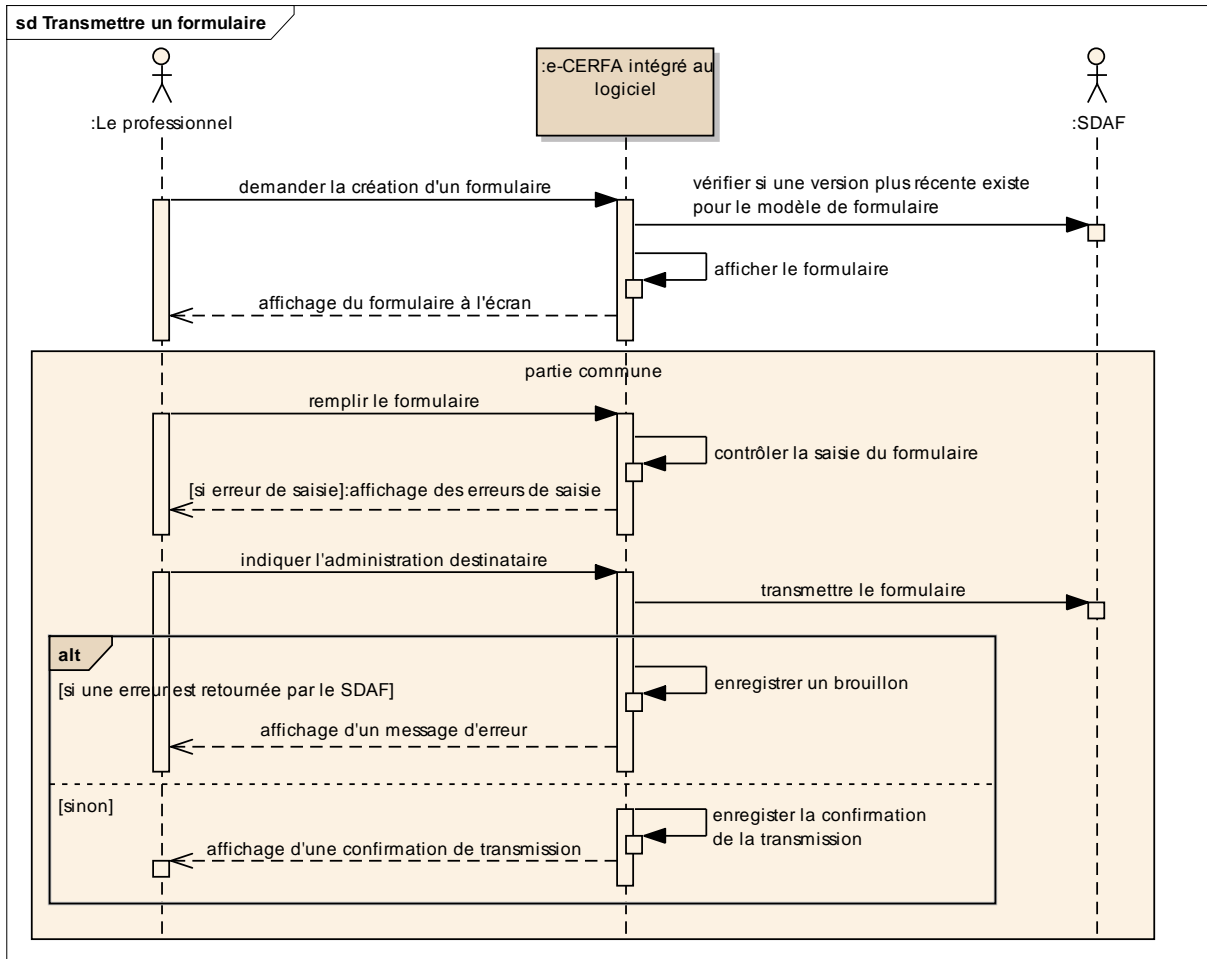 sd Transmettre un formulaire
:Le professionnel
:e-CERFA intégré au
logiciel
:SDAF
demander la création d'un formulaire
vérifier si une version plus récente existe
pour le modèle de formulaire
afficher le formulaire
affichage du formulaire à l'écran
partie commune
remplir le formulaire
contrôler la saisie du formulaire
[si erreur de saisie]:affichage des erreurs de saisie
indiquer l'administration destinataire
transmettre le formulaire
alt
[si une erreur est retournée par le SDAF]
enregistrer un brouillon
affichage d'un message d'erreur
[sinon]
enregister la confirmation
de la transmission
affichage d'une confirmation de transmission